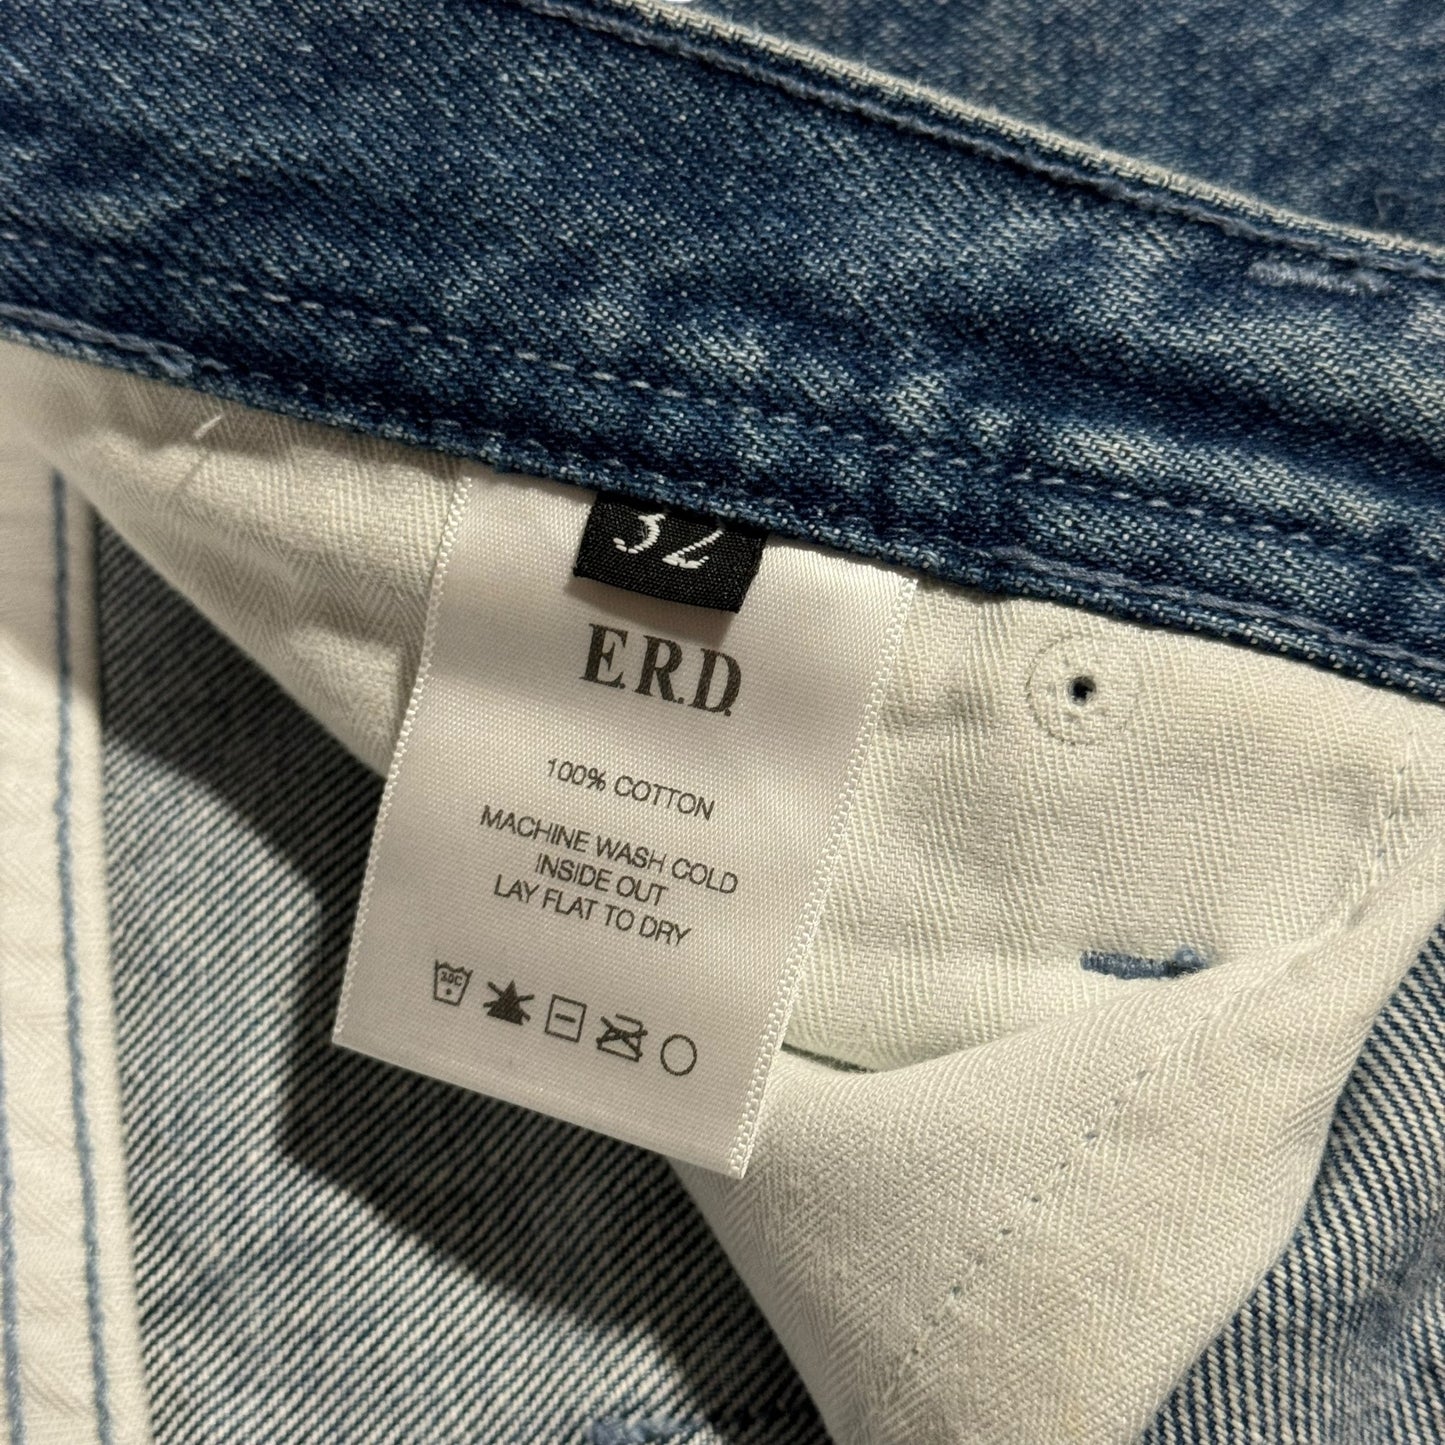 32
E.R.D.
100% COTTON
MACHINE WASH COLD
INSIDE OUT
LAY FLAT TO DRY